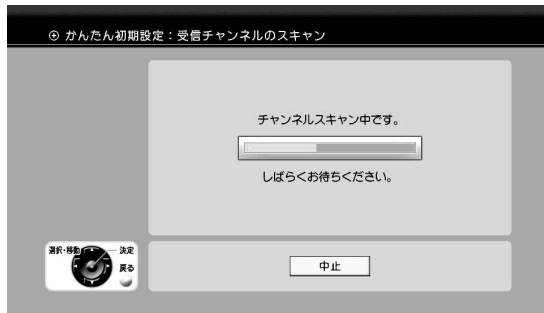 かんたん初期設定：受信チャンネルのスキャン
チャンネルスキャン中です。
しばらくお待ちください。
選択・移動
決定
戻る
中止